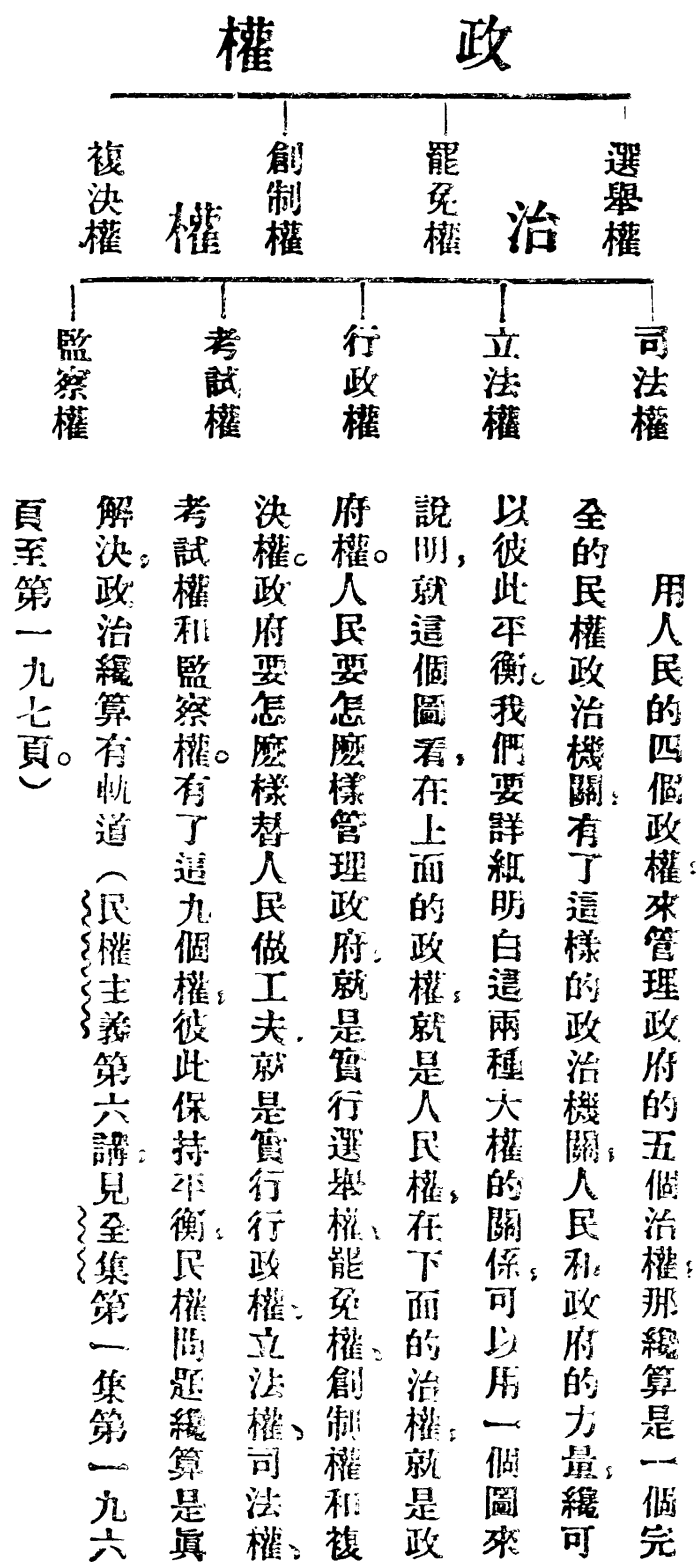 政權
選舉權
罷免權
創制權
複決權
治權
司法權
立法權
行政權
考試權
監察權
用人民的四個政權，來管理政府的五個治權，那纔算是一個完
全的民權政治機關，有了這樣的政治機關，人民和政府的力量，纔可
以彼此平衡。我們要詳細明白這兩種大權的關係，可以用一個圖來
說明，就這個圖看，在上面的政權，就是人民權，在下面的治權，就是政
府權。人民要怎麼樣管理政府，就是實行選舉權、罷免權、創制權和複
決權。政府要怎麼樣替人民做工夫，就是實行行政權、立法權、司法權、
考試權和監察權。有了這九個權，彼此保持平衡，民權問題纔算是眞
解決，政治纔算有軌道（民權主義第六講，見全集第一集第一九六
頁至第一九七頁。）